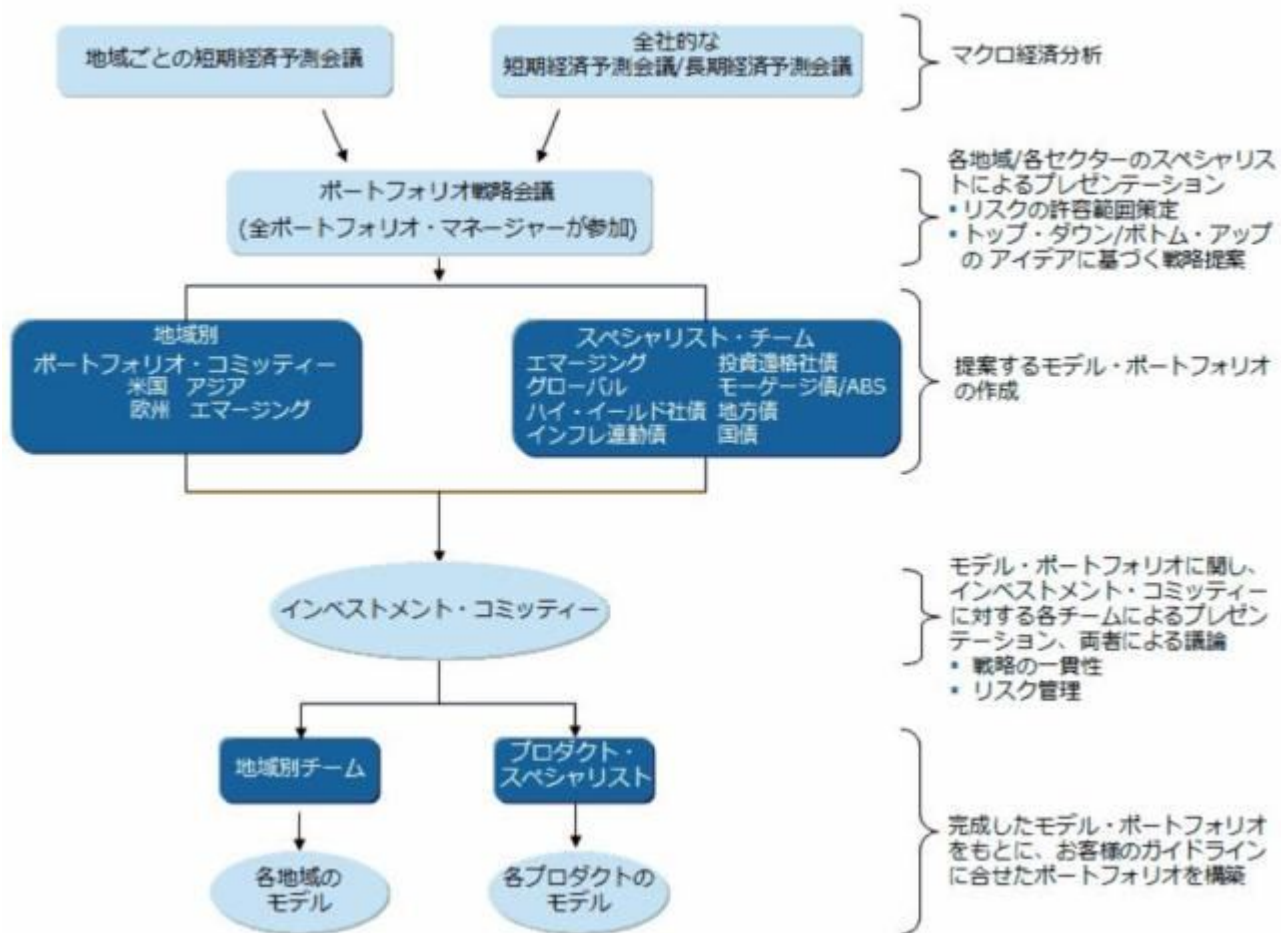 地域ごとの短期経済予測会議
全社的な
短期経済予測会議/長期経済予測会議
マクロ経済分析
ポートフォリオ戦略会議
(全ポートフォリオ・マネージャーが参加)
各地域/各セクターのスペシャリス
トによるプレゼンテーション
▪ リスクの許容範囲策定
▪ トップ・ダウン/ボトム・アップ
の アイデアに基づく戦略提案
地域別
ポートフォリオ・コミッティー
米国 アジア
欧州 エマージング
スペシャリスト・チーム
エマージング 投資適格社債
グローバル モーゲージ債/ABS
ハイ・イールド社債 地方債
インフレ連動債 国債
提案するモデル・ポートフォリオ
の作成
インベストメント・コミッティー
モデル・ポートフォリオに関し、
インベストメント・コミッティー
に対する各チームによるプレゼン
テーション、両者による議論
▪ 戦略の一貫性
▪ リスク管理
地域別チーム
プロダクト・
スペシャリスト
各地域の
モデル
各プロダクトの
モデル
完成したモデル・ポートフォリオ
をもとに、お客様のガイドライン
に合せたポートフォリオを構築